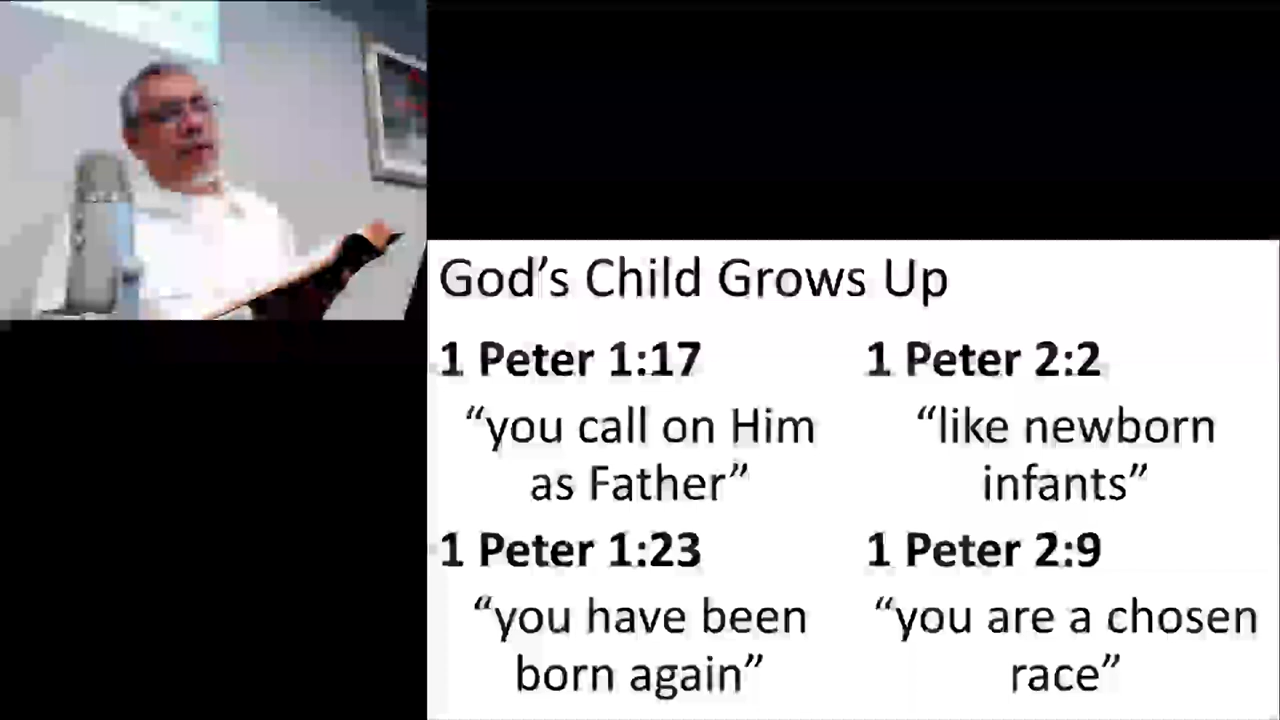 God’s Child Grows Up
1 Peter 1:17
“you call on Him
as Father”
1 Peter 1:23
“you have been
born again”
1 Peter 2:2
“like newborn
infants”
1 Peter 2:9
“you are a chosen
race”